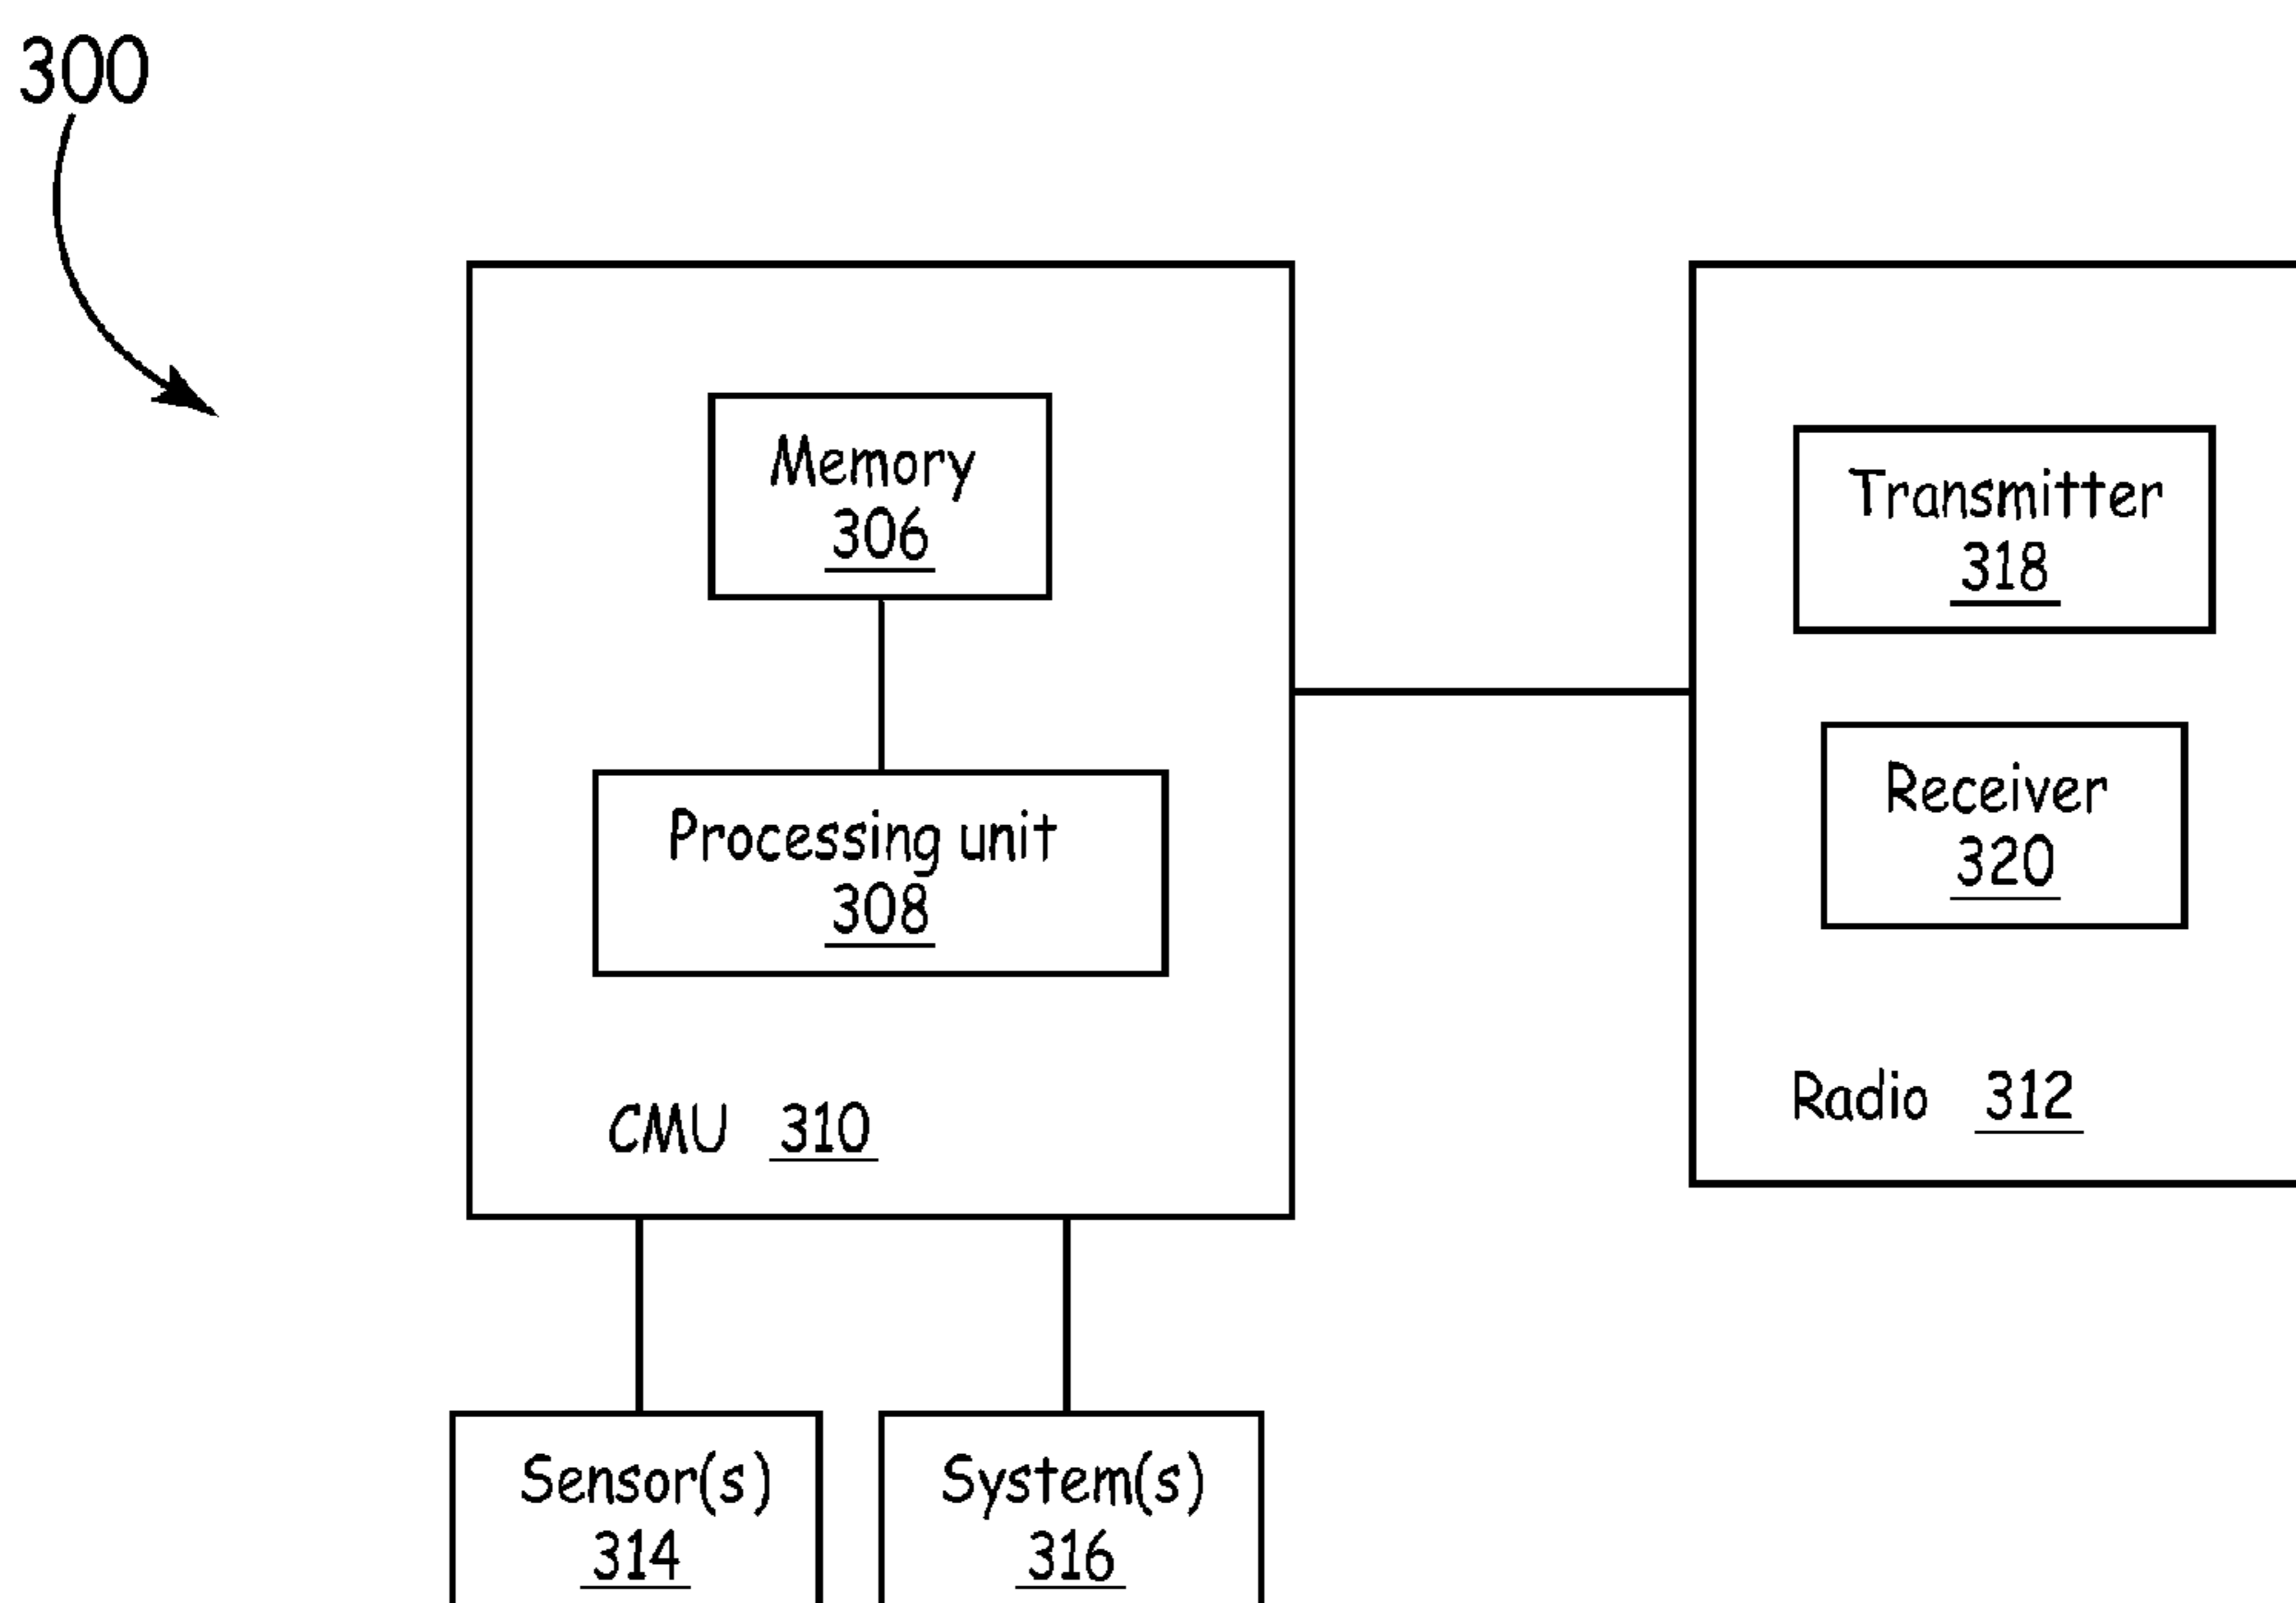 300
Memory
306
Processing unit
308
CMU 310
Transmitter
318
Receiver
320
Radio 312
Sensor(s)
314
System(s)
316